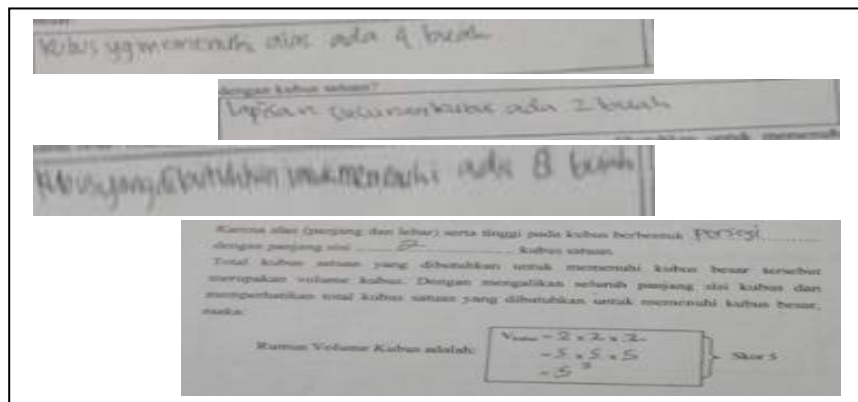 Kubus yg memenuhi alas ada 4 buah
dengan kubus satuan?
Lapisan susunan kubus ada 2 buah
untuk memenuhi
Kubus yang dibutuhkan untuk memenuhi ada 8 buah
Karena alas (panjang dan lebar) serta tinggi pada kubus berbentuk persegi
dengan panjang sisi 2 kubus satuan.
Total kubus satuan yang dibutuhkan untuk memenuhi kubus besar tersebut
merupakan volume kubus. Dengan mengalikan seluruh panjang sisi kubus dan
memperhatikan total kubus satuan yang dibutuhkan untuk memenuhi kubus besar,
maka:
V = 2 x 2 x 2
= s x s x s
Rumus Volume Kubus adalah: Skor 5
= s³